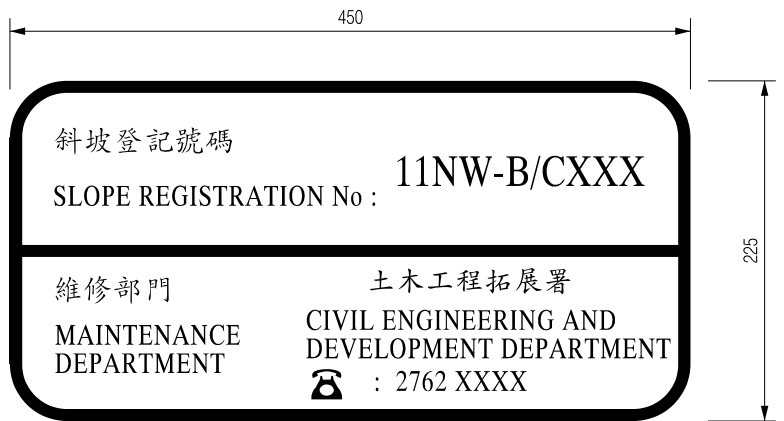 450
斜坡登記號碼
SLOPE REGISTRATION No : 11NW-B/CXXX
225
維修部門
土木工程拓展署
MAINTENANCE
DEPARTMENT
CIVIL ENGINEERING AND
DEVELOPMENT DEPARTMENT
: 2762 XXXX